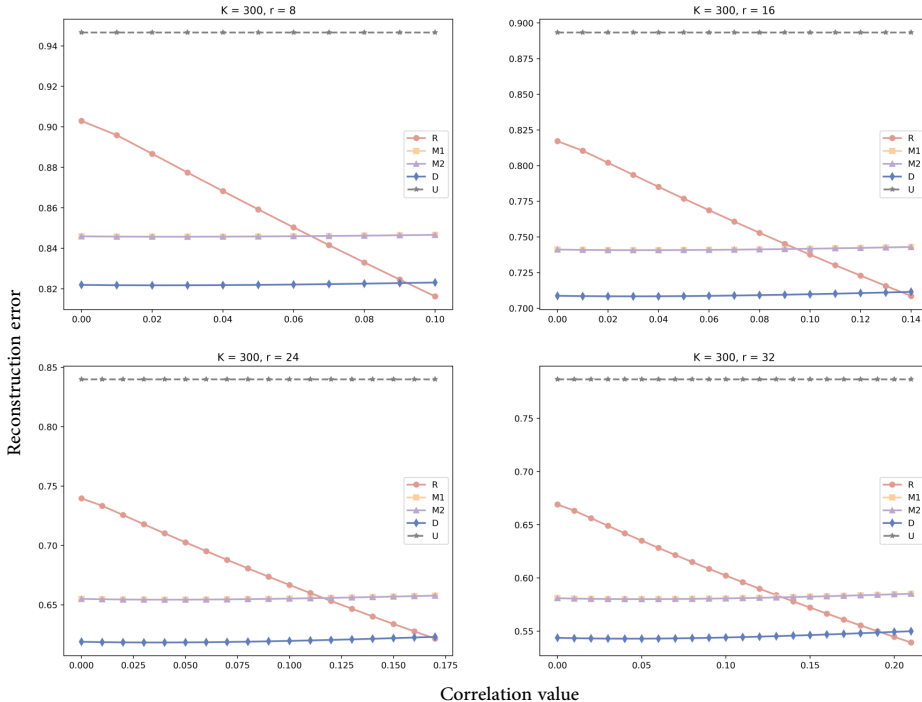 K = 300, r = 8
0.94
0.92
0.90
0.88
0.86
0.84
0.82
0.00 0.02 0.04 0.06 0.08 0.10
R
M1
M2
D
U
K = 300, r = 16
0.900
0.875
0.850
0.825
0.800
0.775
0.750
0.725
0.700
0.00 0.02 0.04 0.06 0.08 0.10 0.12 0.14
R
M1
M2
D
U
Reconstruction error
K = 300, r = 24
0.85
0.80
0.75
0.70
0.65
0.000 0.025 0.050 0.075 0.100 0.125 0.150 0.175
R
M1
M2
D
U
K = 300, r = 32
0.75
0.70
0.65
0.60
0.55
0.00 0.05 0.10 0.15 0.20
R
M1
M2
D
U
Correlation value